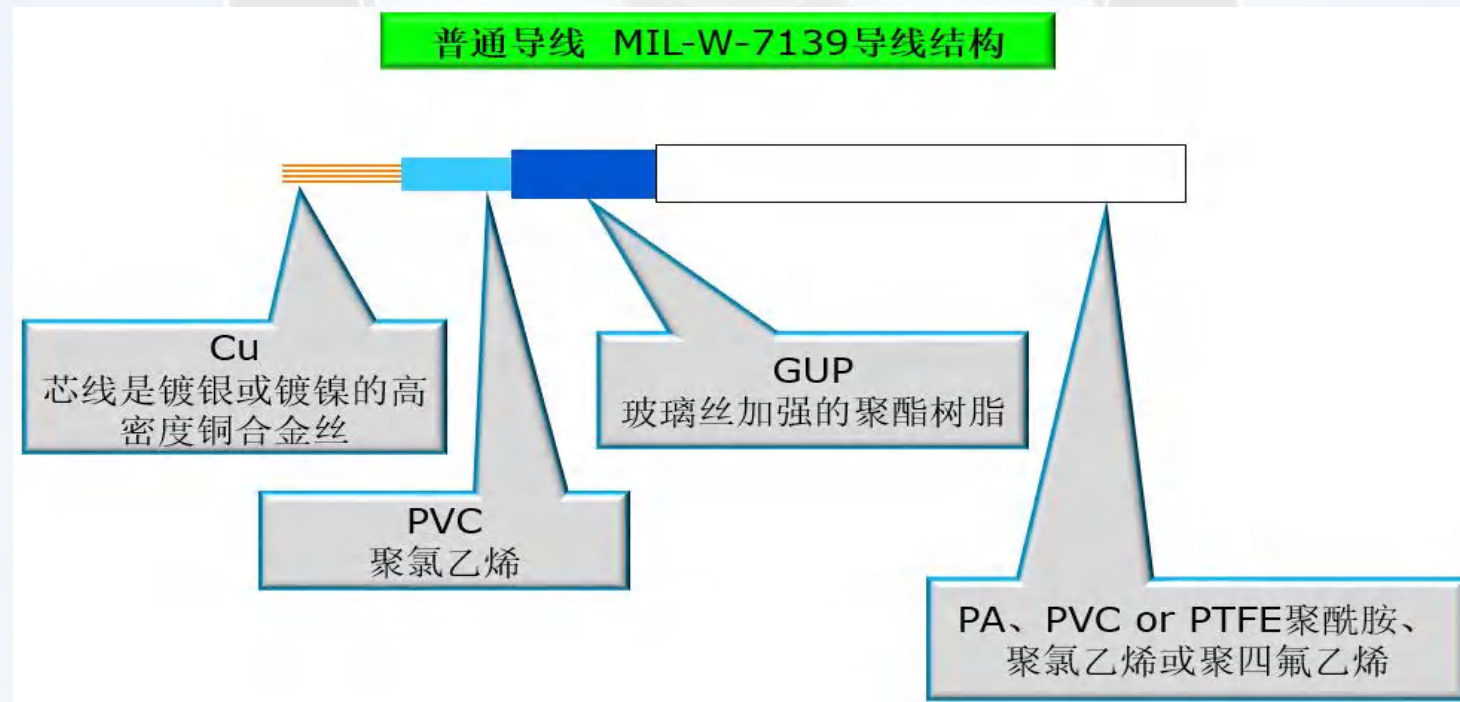 普通导线 MIL-W-7139导线结构
Cu
芯线是镀银或镀镍的高
密度铜合金丝
GUP
玻璃丝加强的聚酯树脂
PVC
聚氯乙烯
PA、PVC or PTFE聚酰胺、
聚氯乙烯或聚四氟乙烯